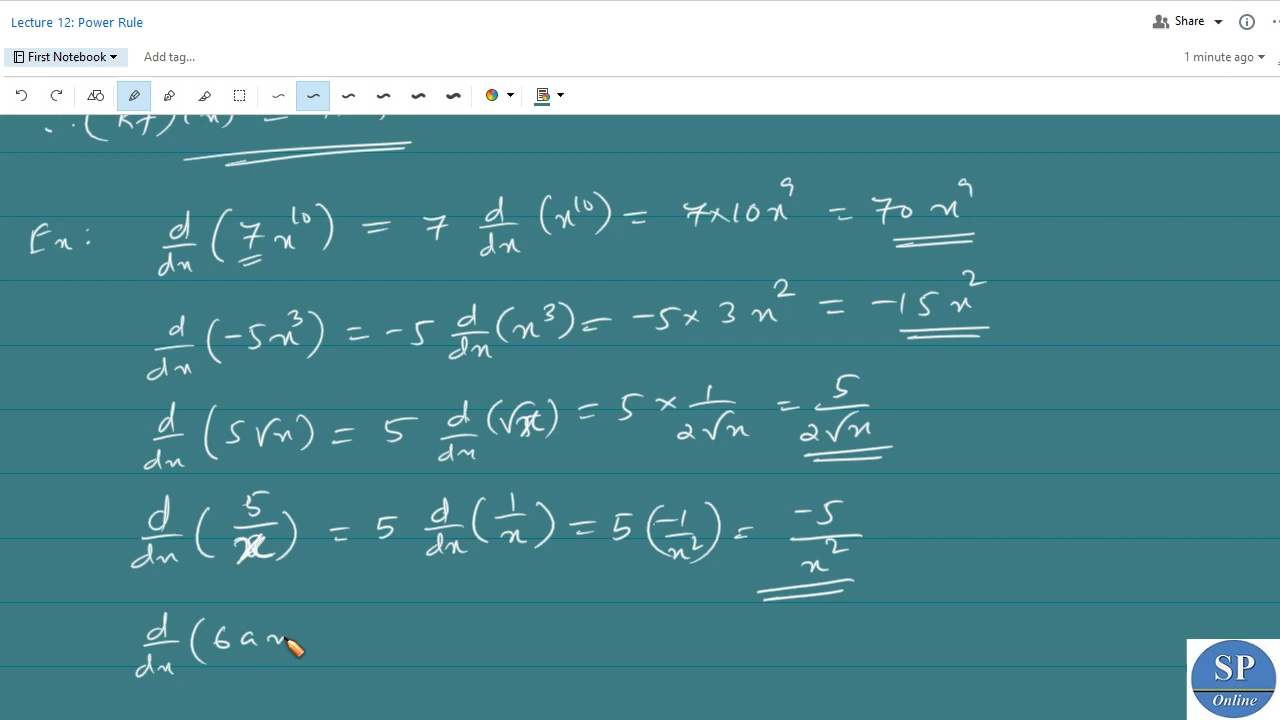 Lecture 12: Power Rule
Share
First Notebook Add tag... 1 minute ago
Ex: d/dx (7x^10) = 7 d/dx (x^10) = 7×10x^9 = 70 x^9
d/dx (-5x^3) = -5 d/dx (x^3) = -5 × 3x^2 = -15x^2
d/dx (5√x) = 5 d/dx (√x) = 5 × 1/(2√x) = 5/(2√x)
d/dx (5/x) = 5 d/dx (1/x) = 5 (-1/x^2) = -5/x^2
d/dx (6a
SP
Online